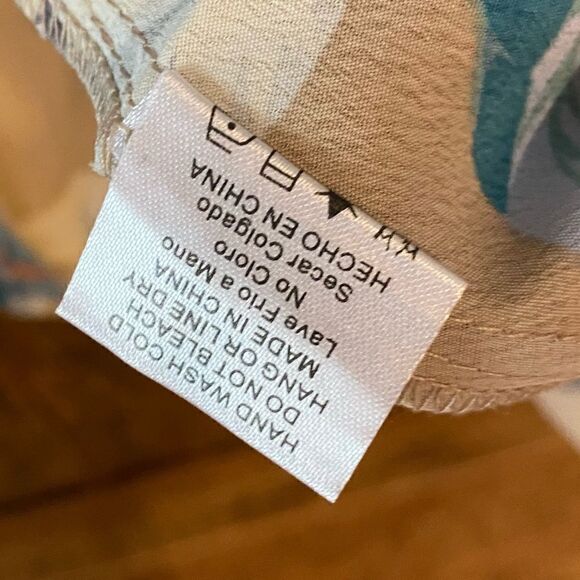 HAND WASH COLD
DO NOT BLEACH
HANG OR LINE DRY
MADE IN CHINA
Lave Frio a Mano
No Cloro
Secar Colgado
HECHO EN CHINA